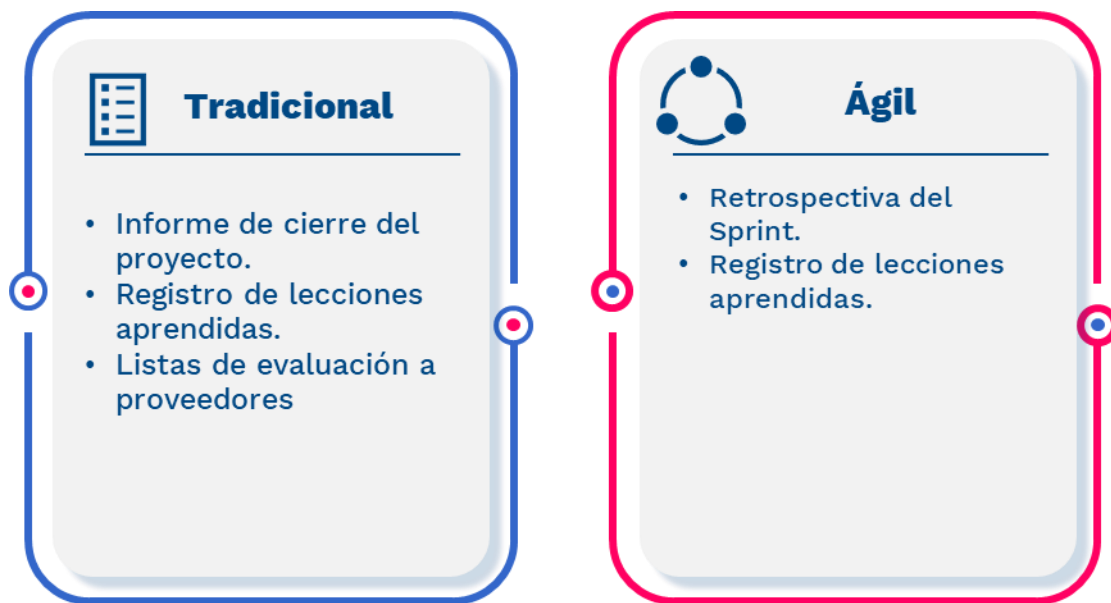 Tradicional
• Informe de cierre del
proyecto.
• Registro de lecciones
aprendidas.
• Listas de evaluación a
proveedores
Ágil
• Retrospectiva del
Sprint.
• Registro de lecciones
aprendidas.